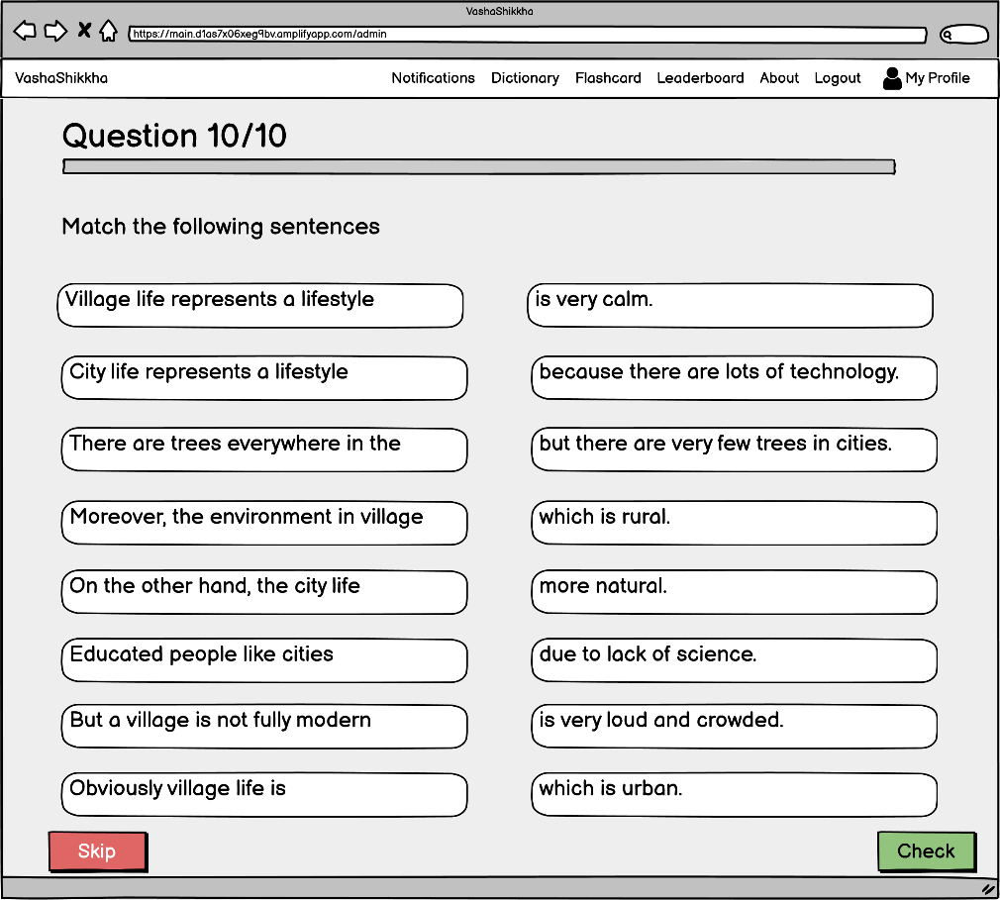 VashaShikkha
https://main.d1as7x06xeg9bv.amplifyapp.com/admin
VashaShikkha Notifications Dictionary Flashcard Leaderboard About Logout My Profile
Question 10/10
Match the following sentences
Village life represents a lifestyle is very calm.
City life represents a lifestyle because there are lots of technology.
There are trees everywhere in the but there are very few trees in cities.
Moreover, the environment in village which is rural.
On the other hand, the city life more natural.
Educated people like cities due to lack of science.
But a village is not fully modern is very loud and crowded.
Obviously village life is which is urban.
Skip Check